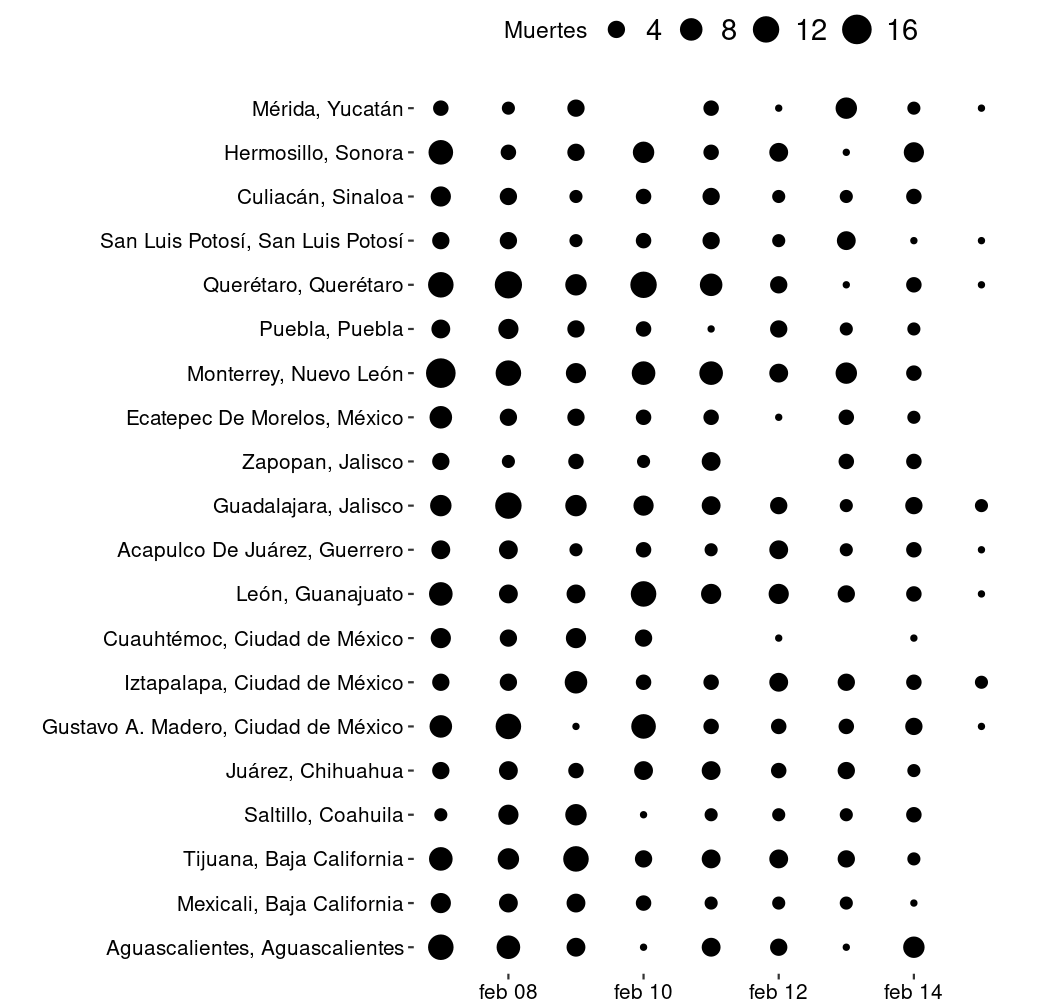 Muertes 4 8 12 16
Mérida, Yucatán
Hermosillo, Sonora
Culiacán, Sinaloa
San Luis Potosí, San Luis Potosí
Querétaro, Querétaro
Puebla, Puebla
Monterrey, Nuevo León
Ecatepec De Morelos, México
Zapopan, Jalisco
Guadalajara, Jalisco
Acapulco De Juárez, Guerrero
León, Guanajuato
Cuauhtémoc, Ciudad de México
Iztapalapa, Ciudad de México
Gustavo A. Madero, Ciudad de México
Juárez, Chihuahua
Saltillo, Coahuila
Tijuana, Baja California
Mexicali, Baja California
Aguascalientes, Aguascalientes
feb 08 feb 10 feb 12 feb 14